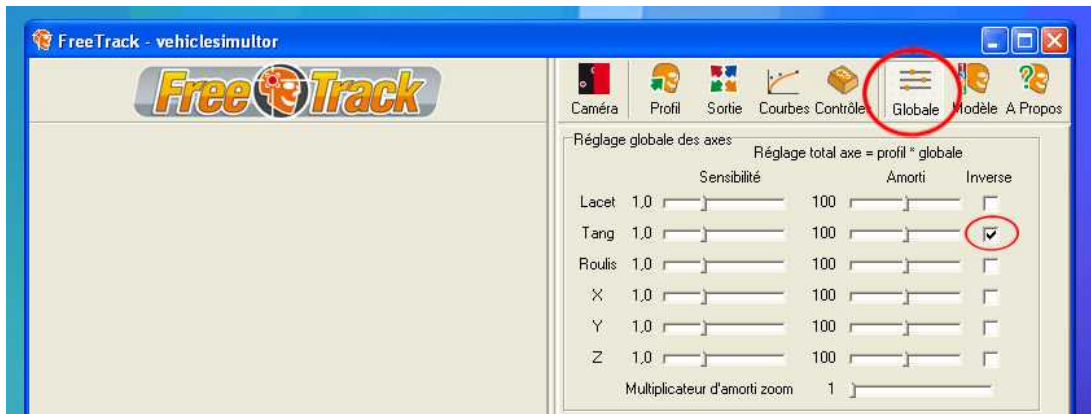 FreeTrack - vehiclesimultor
FreeTrack
Caméra Profil Sortie Courbes Contrôles Globale Modèle A Propos
Réglage globale des axes
Réglage total axe = profil * globale
Sensibilité Amorti Inverse
Lacet 1,0 100
Tang 1,0 100
Roulis 1,0 100
X 1,0 100
Y 1,0 100
Z 1,0 100
Multiplicateur d'amorti zoom 1